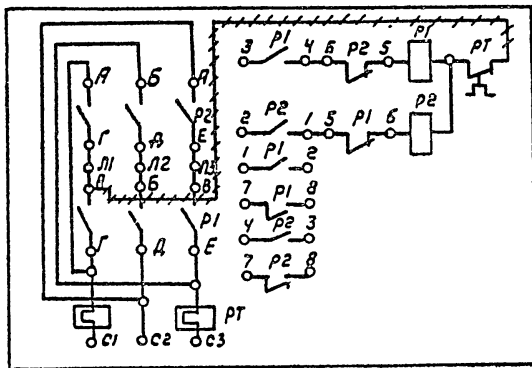 Р1
3 Р1 4 Б Р2 5 РТ
А Б А
Р2
Р2
2 Р2 1 5 Р1 6
Г Д Е
1 Р1 2
Л1 Л2 Л3
Д Б В
7 Р1 8
Р1
4 Р2 3
Г Д Е
7 Р2 8
РТ
С1 С2 С3